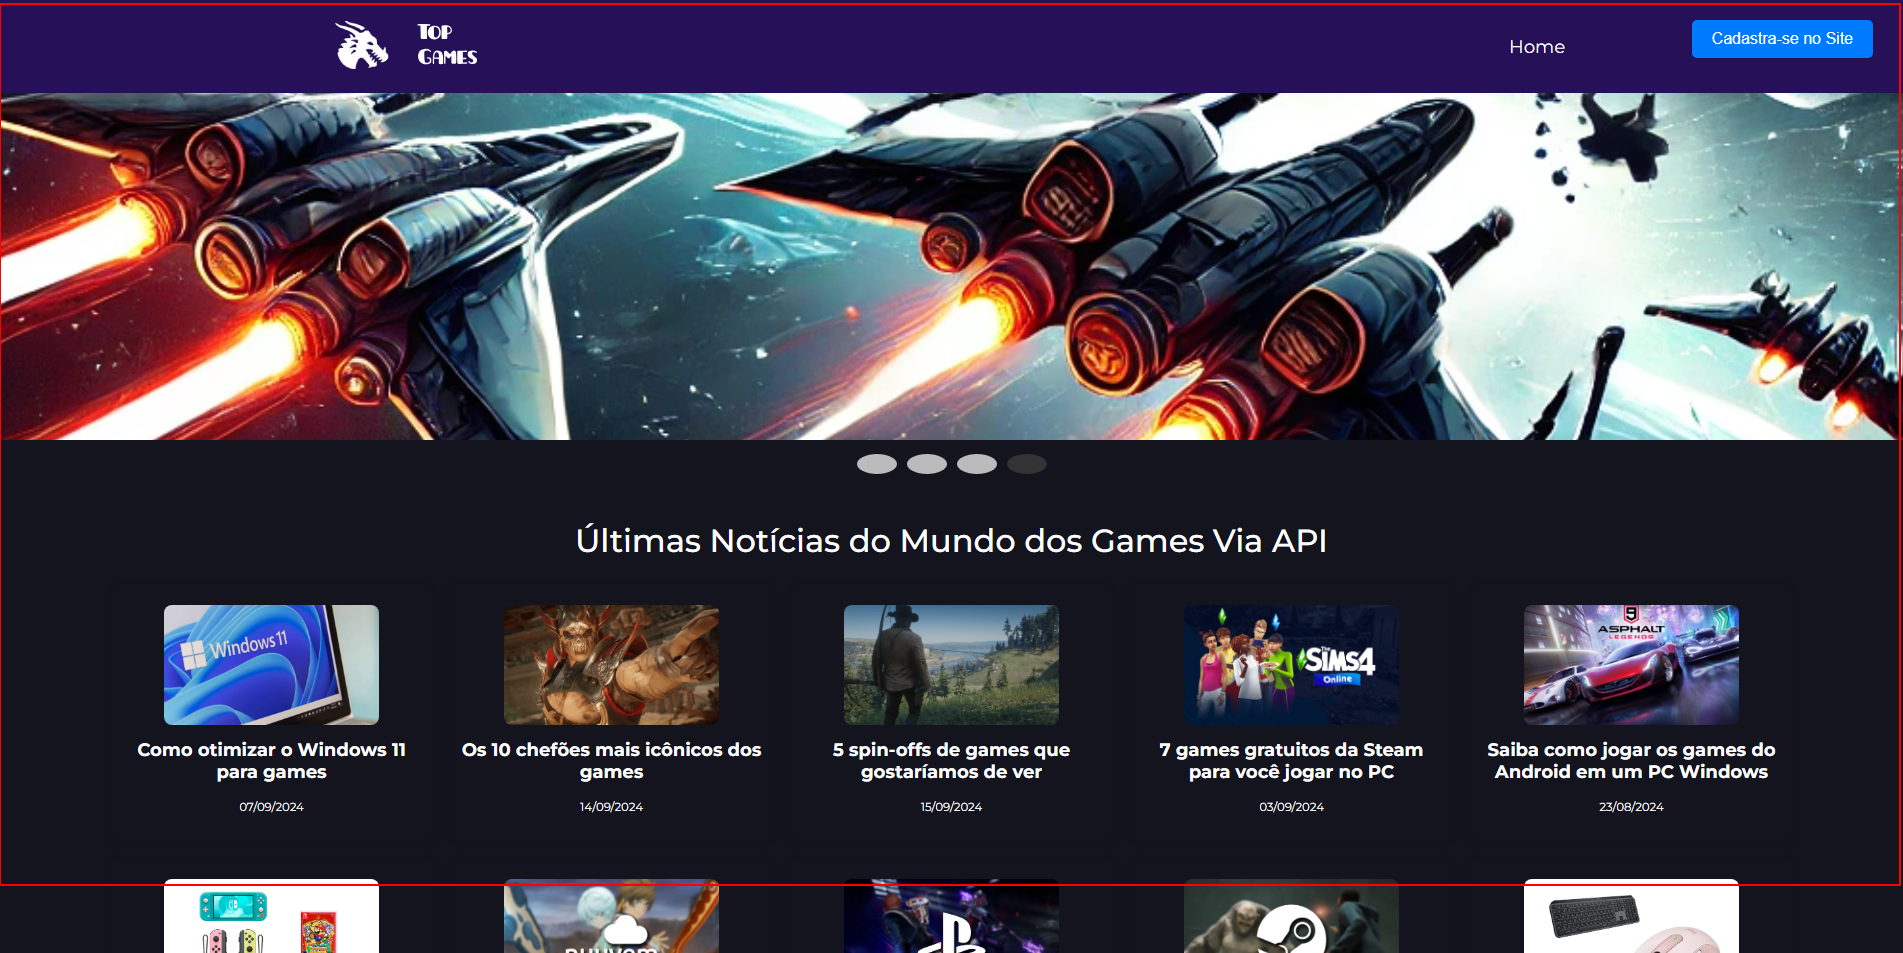 Top
Games
Home
Cadastra-se no Site
Últimas Notícias do Mundo dos Games Via API
Windows 11
THE
SIMS4
Online
9
ASPHALT
LEGENDS
Como otimizar o Windows 11
para games
07/09/2024
Os 10 chefões mais icônicos dos
games
14/09/2024
5 spin-offs de games que
gostaríamos de ver
15/09/2024
7 games gratuitos da Steam
para você jogar no PC
03/09/2024
Saiba como jogar os games do
Android em um PC Windows
23/08/2024